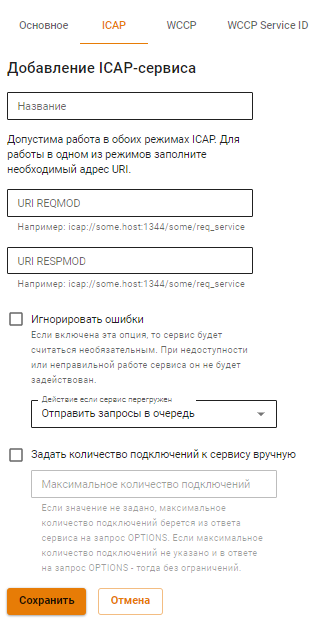 Основное ICAP WCCP WCCP Service ID
Добавление ICAP-сервиса
Название
Допустима работа в обоих режимах ICAP. Для
работы в одном из режимов заполните
необходимый адрес URI.
URI REQMOD
Например: icap://some.host:1344/some/req_service
URI RESPMOD
Например: icap://some.host:1344/some/req_service
Игнорировать ошибки
Если включена эта опция, то сервис будет
считаться необязательным. При недоступности
или неправильной работе сервиса он не будет
задействован.
Действие если сервис перегружен
Отправить запросы в очередь
Задать количество подключений к сервису вручную
Максимальное количество подключений
Если значение не задано, максимальное
количество подключений берется из ответа
сервиса на запрос OPTIONS. Если максимальное
количество подключений не указано и в ответе
на запрос OPTIONS - тогда без ограничений.
Сохранить Отмена